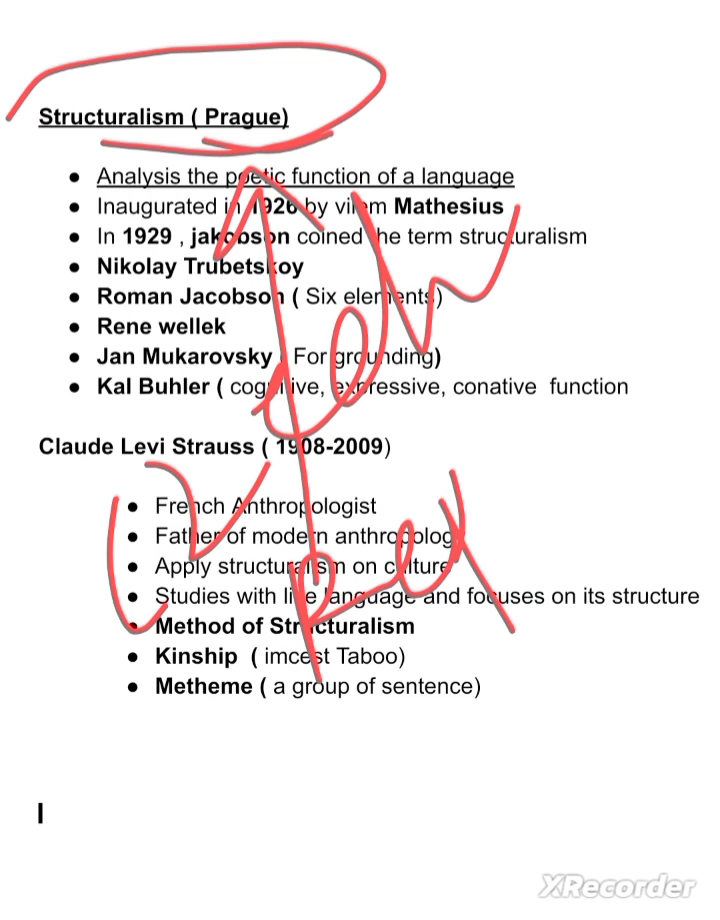 Structuralism ( Prague)
● Analysis the poetic function of a language
● Inaugurated in 1926 by vilem Mathesius
● In 1929 , jakobson coined the term structuralism
● Nikolay Trubetskoy
● Roman Jacobson ( Six elements)
● Rene wellek
● Jan Mukarovsky ( For grounding)
● Kal Buhler ( cognitive, expressive, conative function
Claude Levi Strauss ( 1908-2009)
● French Anthropologist
● Father of modern anthropology
● Apply structuralism on culture
● Studies with live language and focuses on its structure
● Method of Structuralism
● Kinship ( imcest Taboo)
● Metheme ( a group of sentence)
I
XRecorder